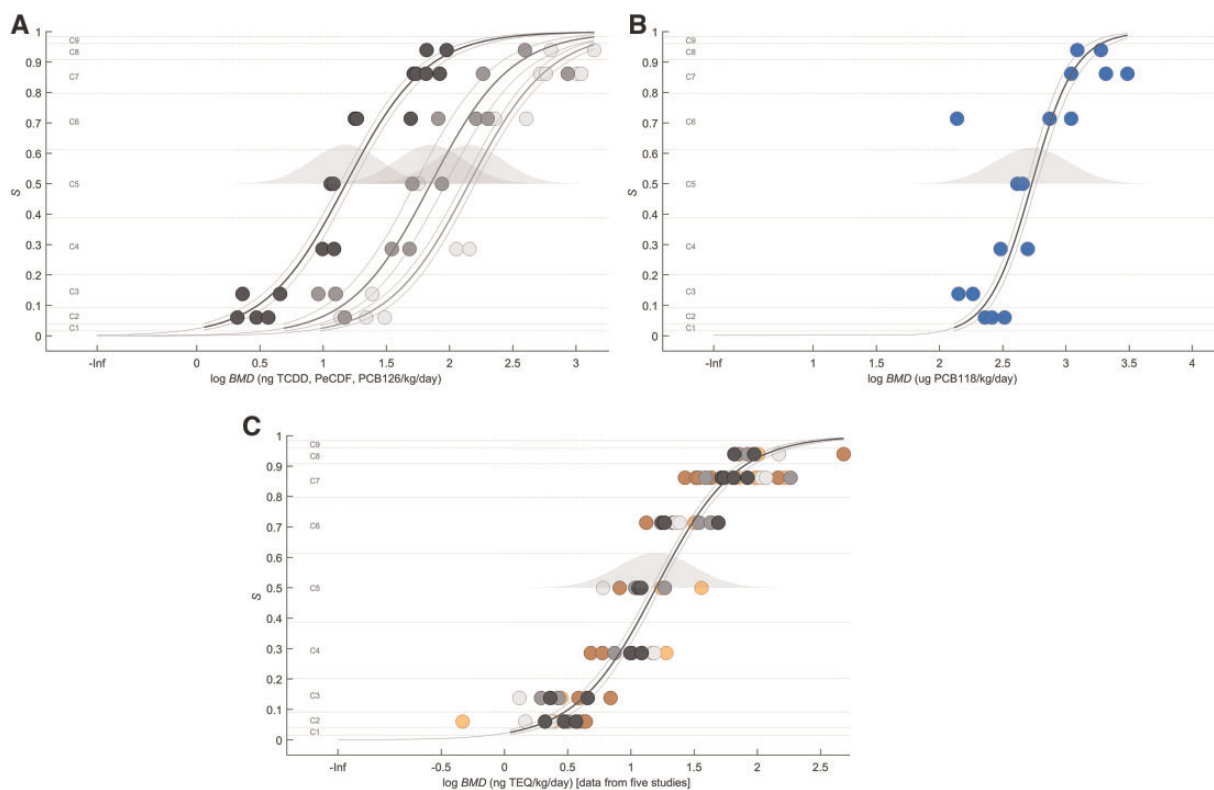 A
1
C9
C8
0.9
C7
0.8
0.7
C6
0.6
S
0.5
C5
0.4
0.3
C4
0.2
C3
0.1
C2
C1
0
-Inf 0 0.5 1 1.5 2 2.5 3
log BMD (ng TCDD, PeCDF, PCB126/kg/day)
B
1
C9
C8
0.9
C7
0.8
0.7
C6
0.6
S
0.5
C5
0.4
0.3
C4
0.2
C3
0.1
C2
C1
0
-Inf 1 1.5 2 2.5 3 3.5 4
log BMD (ug PCB118/kg/day)
C
1
C9
C8
0.9
C7
0.8
0.7
C6
0.6
S
0.5
C5
0.4
0.3
C4
0.2
C3
0.1
C2
C1
0
-Inf -0.5 0 0.5 1 1.5 2 2.5
log BMD (ng TEQ/kg/day) [data from five studies]